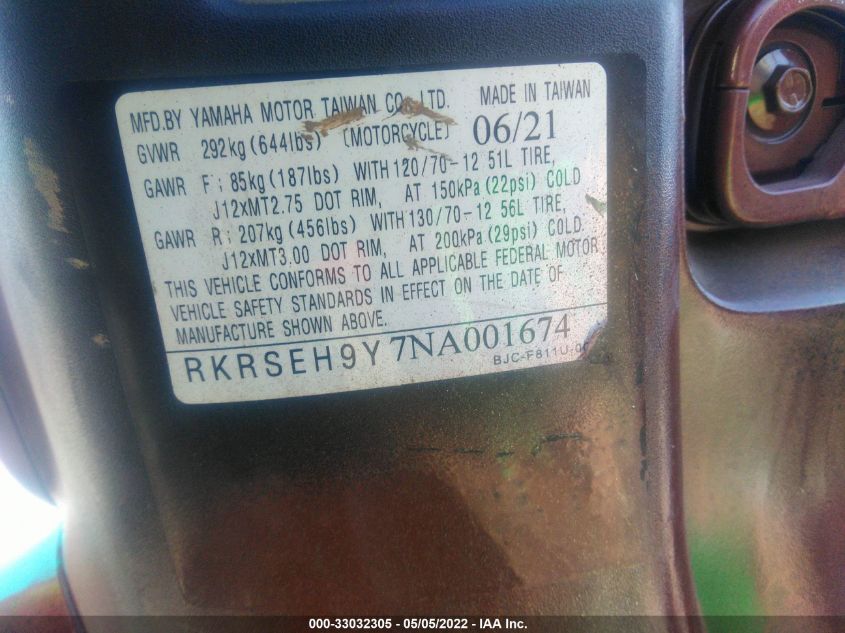 MFD.BY YAMAHA MOTOR TAIWAN CO., LTD. MADE IN TAIWAN
GVWR 292kg (644lbs) (MOTORCYCLE) 06/21
GAWR F; 85kg (187lbs) WITH 120/70-12 51L TIRE,
J12xMT2.75 DOT RIM, AT 150kPa (22psi) COLD
GAWR R; 207kg (456lbs) WITH 130/70-12 56L TIRE,
J12xMT3.00 DOT RIM, AT 200kPa (29psi) COLD.
THIS VEHICLE CONFORMS TO ALL APPLICABLE FEDERAL MOTOR
VEHICLE SAFETY STANDARDS IN EFFECT ON THE DATE OF
MANUFACTURE SHOWN ABOVE.
RKRSEH9Y7NA001674
000-33032305 - 05/05/2022 - IAA Inc.